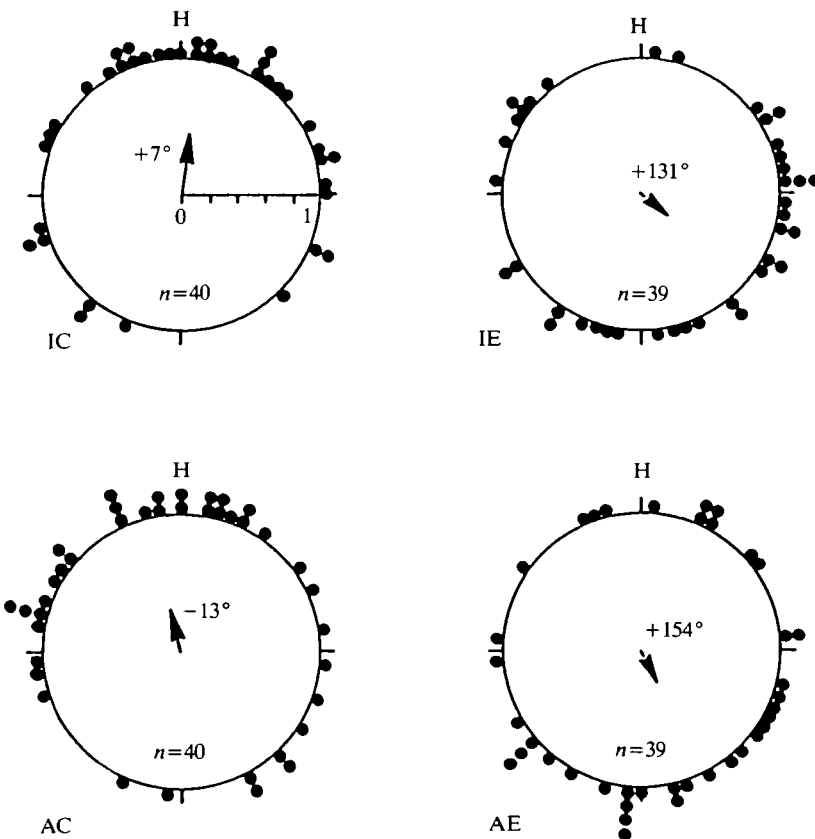 H
+7°
0 1
n=40
IC
H
+131°
n=39
IE
H
−13°
n=40
AC
H
+154°
n=39
AE